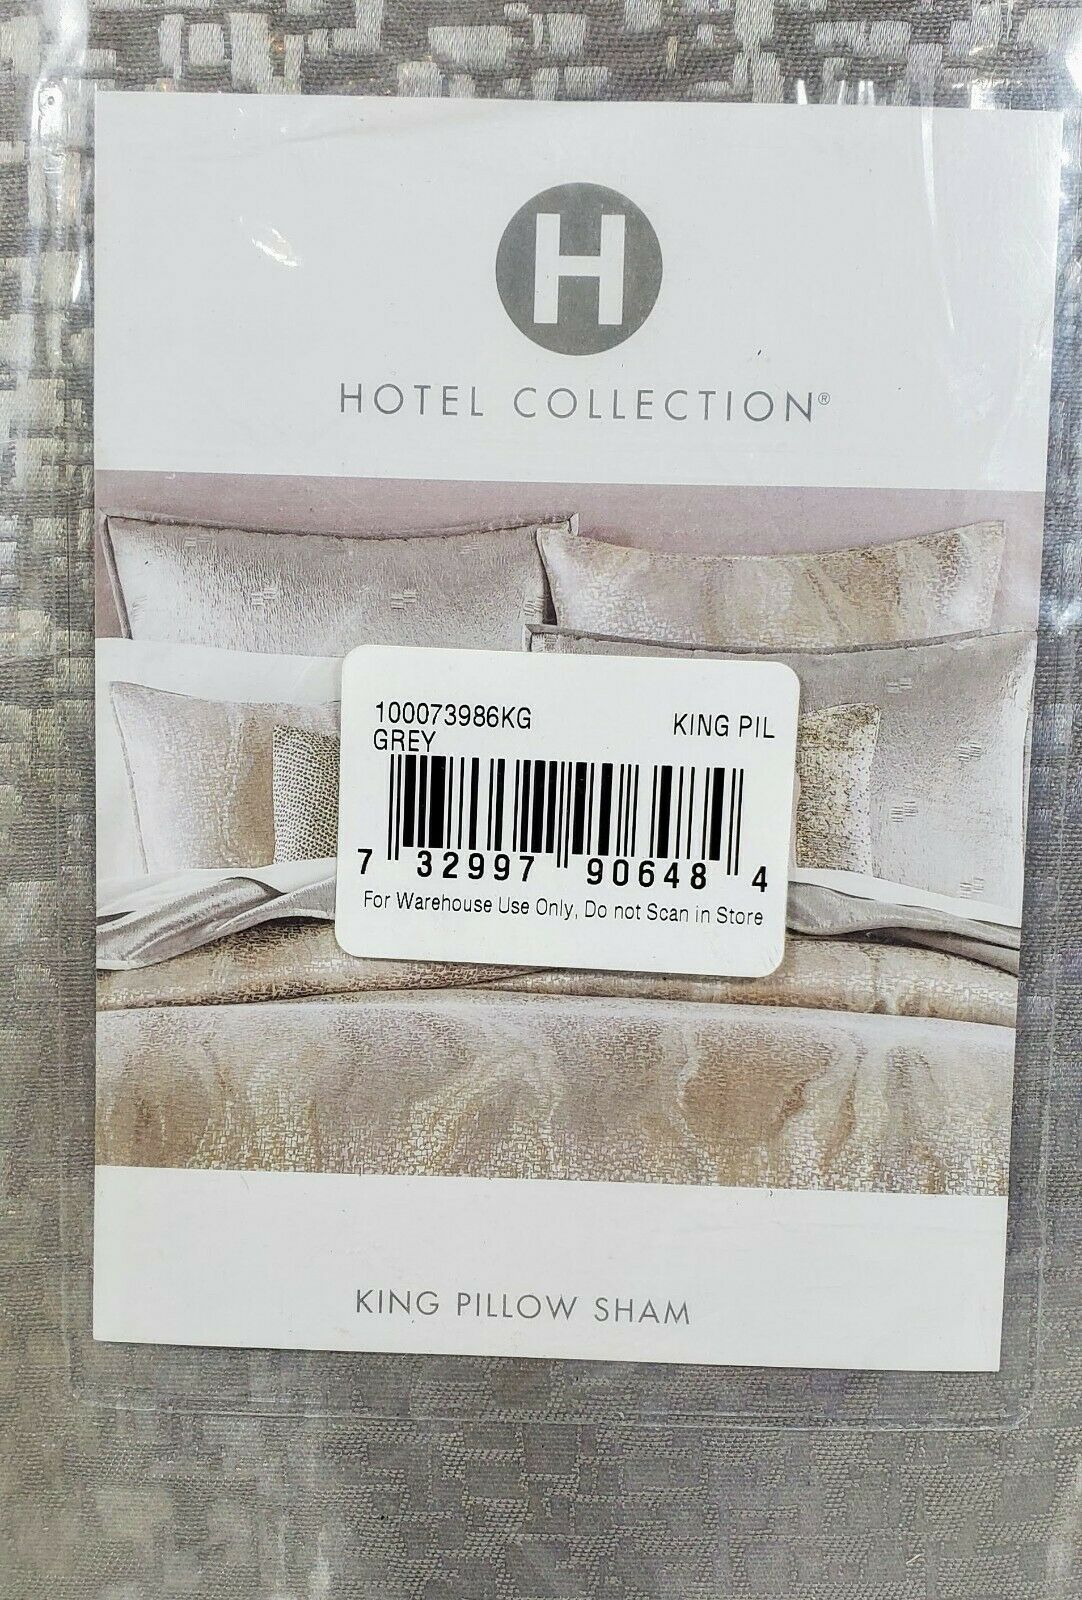 H
HOTEL COLLECTION®
100073986KG KING PIL
GREY
7 32997 90648 4
For Warehouse Use Only, Do not Scan in Store
KING PILLOW SHAM